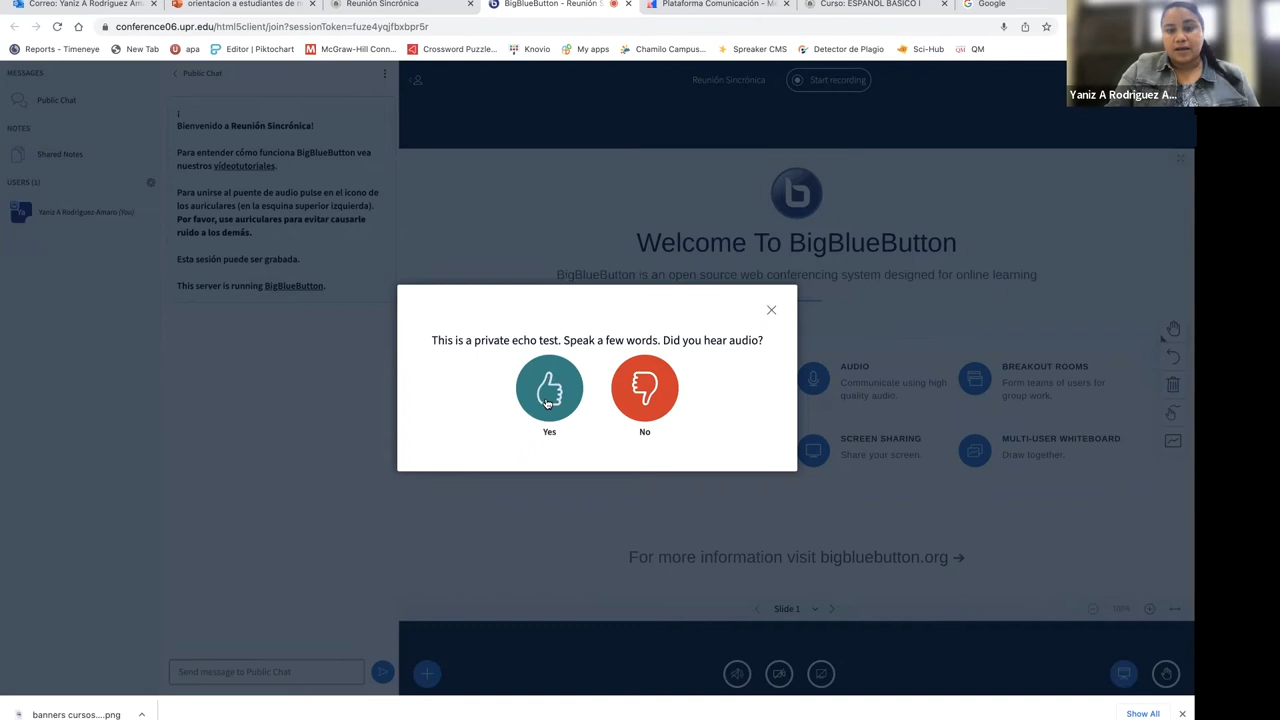 Correo: Yaniz A Rodriguez Am
orientacion a estudiantes de n
Reunión Sincrónica
BigBlueButton - Reunión S
Plataforma Comunicación - Me
Curso: ESPAÑOL BASICO I
Google
conference06.upr.edu/html5client/join?sessionToken=fuze4yqjfbxbpr5r
Reports - Timeneye
New Tab
apa
Editor | Piktochart
McGraw-Hill Conn...
Crossword Puzzle...
Knovio
My apps
Chamilo Campus...
Spreaker CMS
Detector de Plagio
Sci-Hub
QM
Yaniz A Rodriguez A...
MESSAGES
Public Chat
NOTES
Shared Notes
USERS (1)
Yaniz A Rodriguez-Amaro (You)
Public Chat
¡
Bienvenido a Reunión Sincrónica!
Para entender cómo funciona BigBlueButton vea
nuestros vídeotutoriales.
Para unirse al puente de audio pulse en el icono de
los auriculares (en la esquina superior izquierda).
Por favor, use auriculares para evitar causarle
ruido a los demás.
Esta sesión puede ser grabada.
This server is running BigBlueButton.
Send message to Public Chat
Reunión Sincrónica
Start recording
b
Welcome To BigBlueButton
BigBlueButton is an open source web conferencing system designed for online learning
This is a private echo test. Speak a few words. Did you hear audio?
Yes
No
AUDIO
Communicate using high
quality audio.
BREAKOUT ROOMS
Form teams of users for
group work.
SCREEN SHARING
Share your screen.
MULTI-USER WHITEBOARD
Draw together.
For more information visit bigbluebutton.org →
Slide 1
100%
banners cursos....png
Show All